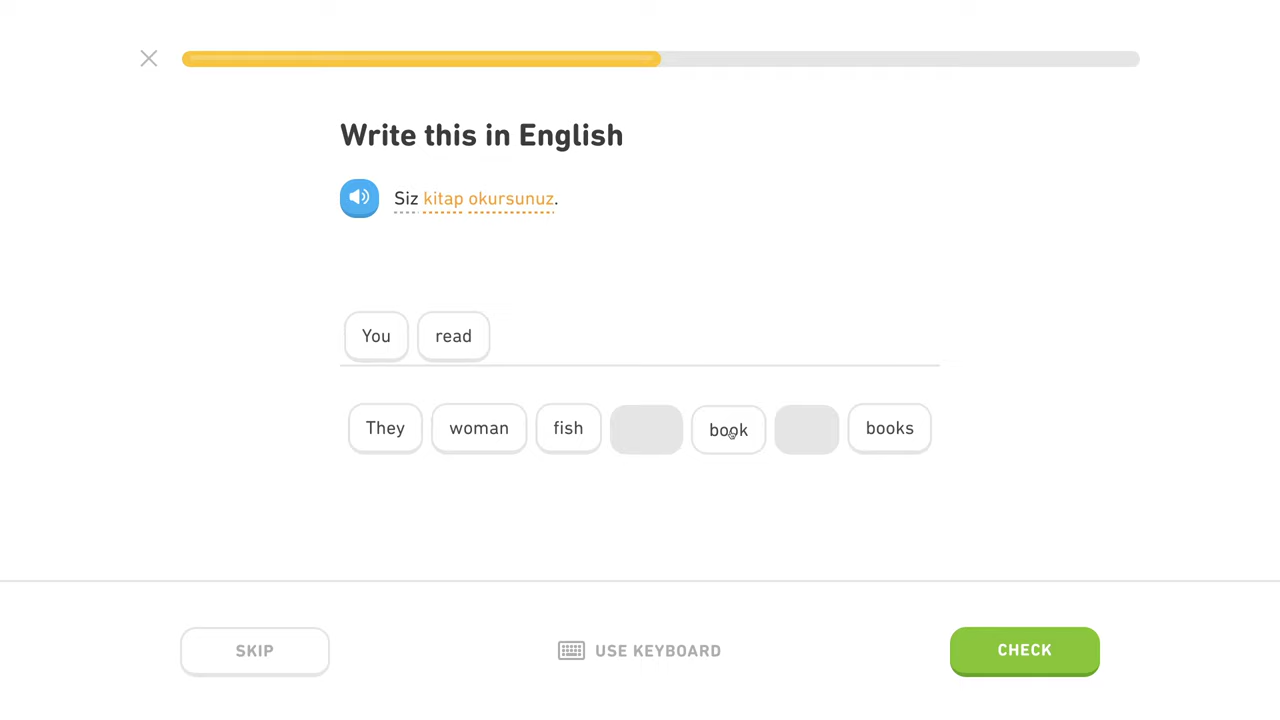 Write this in English
Siz kitap okursunuz.
You read
They woman fish book books
SKIP USE KEYBOARD CHECK